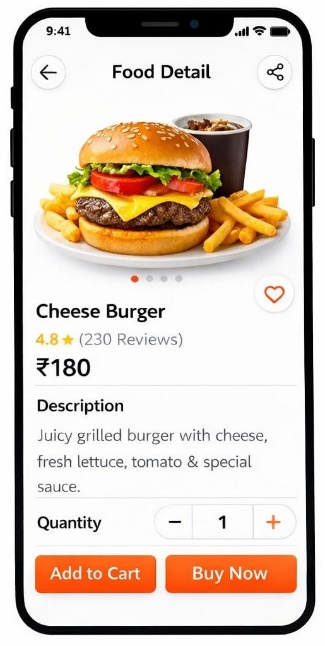 9:41
Food Detail
Cheese Burger
4.8 ★ (230 Reviews)
₹180
Description
Juicy grilled burger with cheese,
fresh lettuce, tomato & special
sauce.
Quantity
− 1 +
Add to Cart
Buy Now